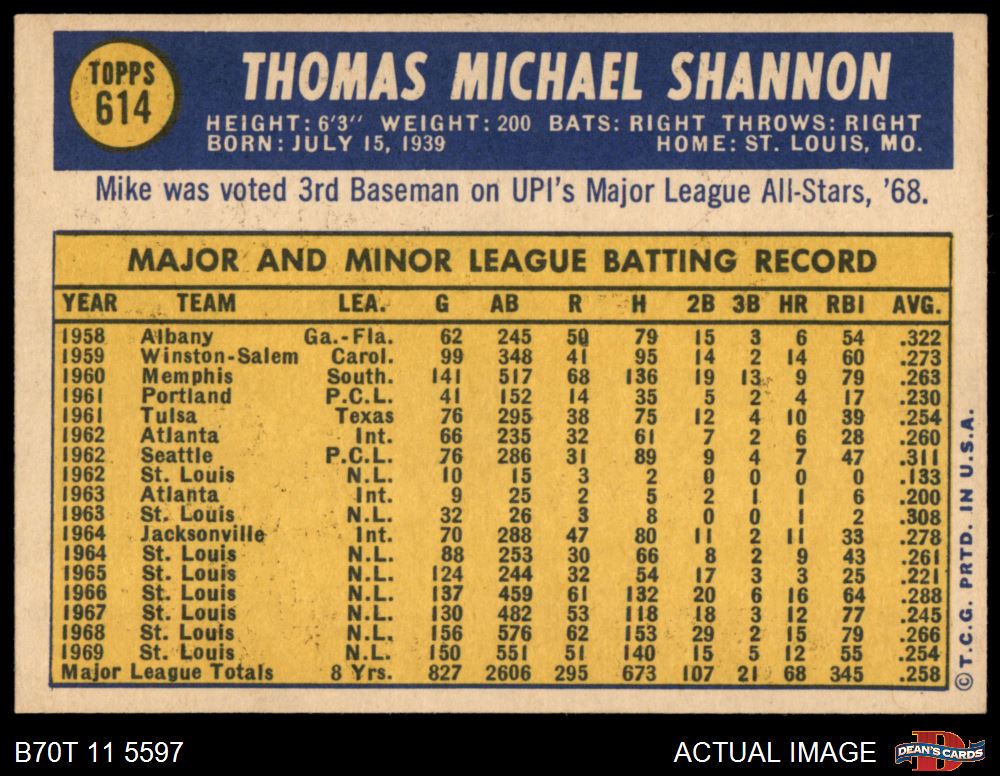 TOPPS
614
THOMAS MICHAEL SHANNON
HEIGHT: 6'3" WEIGHT: 200 BATS: RIGHT THROWS: RIGHT
BORN: JULY 15, 1939 HOME: ST. LOUIS, MO.
Mike was voted 3rd Baseman on UPI's Major League All-Stars, '68.
MAJOR AND MINOR LEAGUE BATTING RECORD
YEAR TEAM LEA. G AB R H 2B 3B HR RBI AVG.
1958 Albany Ga.-Fla. 62 245 50 79 15 3 6 54 .322
1959 Winston-Salem Carol. 99 348 41 95 14 2 14 60 .273
1960 Memphis South. 141 517 68 136 19 13 9 79 .263
1961 Portland P.C.L. 41 152 14 35 5 2 4 17 .230
1961 Tulsa Texas 76 295 38 75 12 4 10 39 .254
1962 Atlanta Int. 66 235 32 61 7 2 6 28 .260
1962 Seattle P.C.L. 76 286 31 89 9 4 7 47 .311
1962 St. Louis N.L. 10 15 3 2 0 0 0 0 .133
1963 Atlanta Int. 9 25 2 5 2 1 1 6 .200
1963 St. Louis N.L. 32 26 3 8 0 0 1 2 .308
1964 Jacksonville Int. 70 288 47 80 11 2 11 33 .278
1964 St. Louis N.L. 88 253 30 66 8 2 9 43 .261
1965 St. Louis N.L. 124 244 32 54 17 3 3 25 .221
1966 St. Louis N.L. 137 459 61 132 20 6 16 64 .288
1967 St. Louis N.L. 130 482 53 118 18 3 12 77 .245
1968 St. Louis N.L. 156 576 62 153 29 2 15 79 .266
1969 St. Louis N.L. 150 551 51 140 15 5 12 55 .254
Major League Totals 8 Yrs. 827 2606 295 673 107 21 68 345 .258
©T.C.G. PRTD. IN U.S.A.
B70T 11 5597 ACTUAL IMAGE
D
DEAN'S CARDS